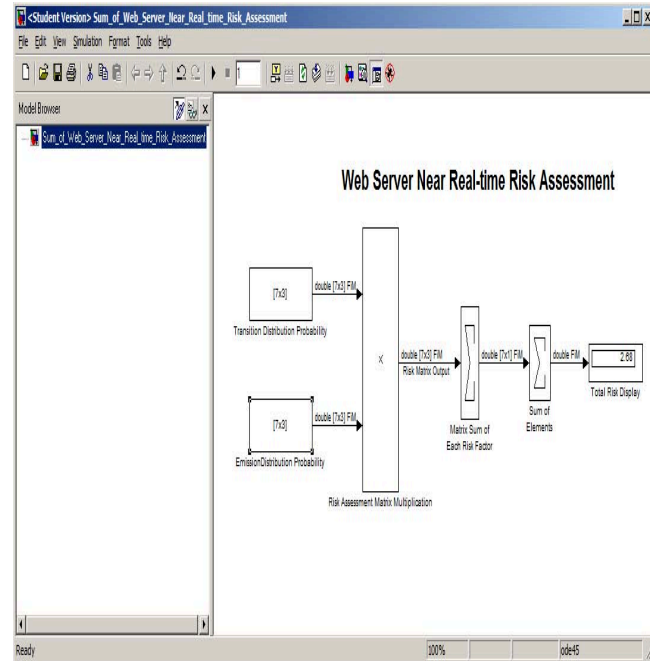 <Student Version> Sum_of_Web_Server_Near_Real_time_Risk_Assessment
File Edit View Simulation Format Tools Help
1
Model Browser
Sum_of_Web_Server_Near_Real_time_Risk_Assessment
Web Server Near Real-time Risk Assessment
[7x3]
double [7x3] FiM
Transition Distribution Probability
[7x3]
double [7x3] FiM
EmissionDistribution Probability
X
Risk Assessment Matrix Multiplication
double [7x3] FiM
Risk Matrix Output
Matrix Sum of
Each Risk Factor
double [7x1] FiM
Sum of
Elements
double FiM
2.68
Total Risk Display
Ready
100%
ode45